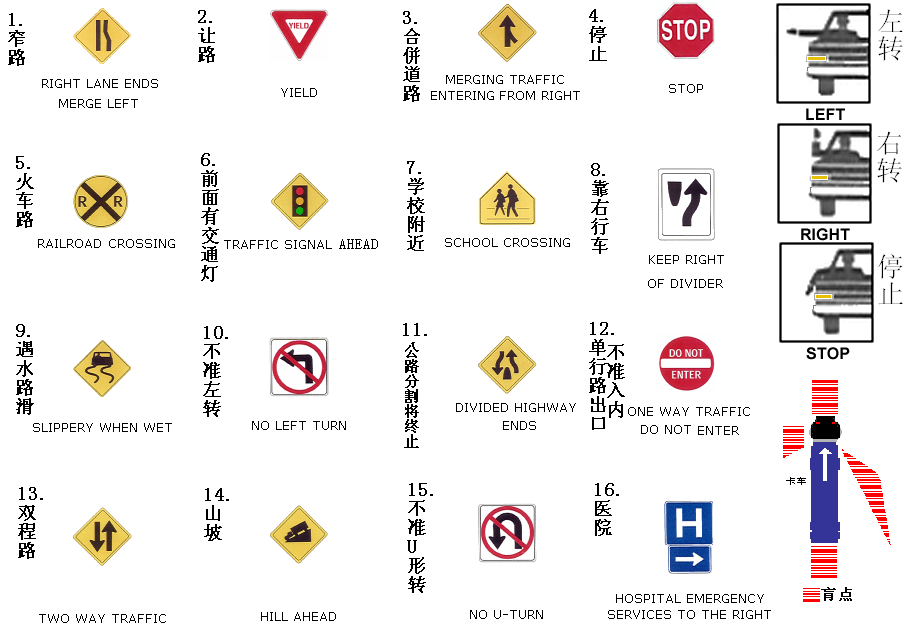 1.窄路
RIGHT LANE ENDS
MERGE LEFT
2.让路
YIELD
YIELD
3.合併道路
MERGING TRAFFIC
ENTERING FROM RIGHT
4.停止
STOP
STOP
左转
LEFT
右转
RIGHT
停止
STOP
5.火车路
R R
RAILROAD CROSSING
6.前面有交通灯
TRAFFIC SIGNAL AHEAD
7.学校附近
SCHOOL CROSSING
8.靠右行车
KEEP RIGHT
OF DIVIDER
9.遇水路滑
SLIPPERY WHEN WET
10.不准左转
NO LEFT TURN
11.公路分割将终止
DIVIDED HIGHWAY
ENDS
12.单行路出口
不准入内
DO NOT
ENTER
ONE WAY TRAFFIC
DO NOT ENTER
13.双程路
TWO WAY TRAFFIC
14.山坡
HILL AHEAD
15.不准U形转
NO U-TURN
16.医院
H
HOSPITAL EMERGENCY
SERVICES TO THE RIGHT
卡车
盲点